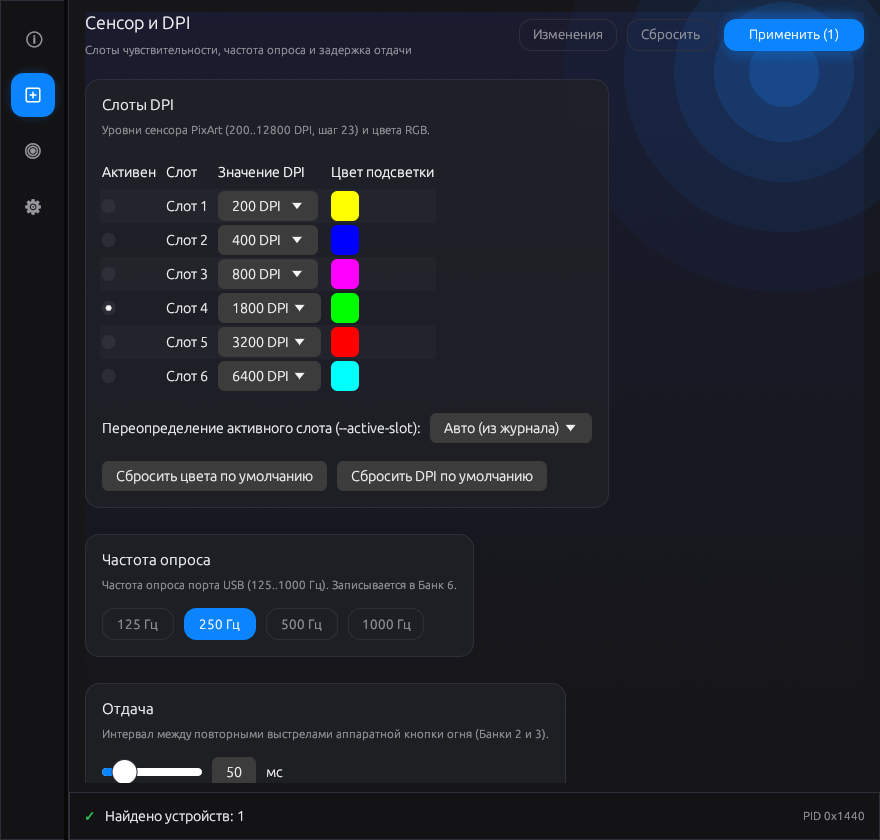 Сенсор и DPI
Слоты чувствительности, частота опроса и задержка отдачи
Изменения
Сбросить
Применить (1)
Слоты DPI
Уровни сенсора PixArt (200..12800 DPI, шаг 23) и цвета RGB.
Активен Слот Значение DPI Цвет подсветки
Слот 1 200 DPI
Слот 2 400 DPI
Слот 3 800 DPI
Слот 4 1800 DPI
Слот 5 3200 DPI
Слот 6 6400 DPI
Переопределение активного слота (--active-slot): Авто (из журнала)
Сбросить цвета по умолчанию Сбросить DPI по умолчанию
Частота опроса
Частота опроса порта USB (125..1000 Гц). Записывается в Банк 6.
125 Гц 250 Гц 500 Гц 1000 Гц
Отдача
Интервал между повторными выстрелами аппаратной кнопки огня (Банки 2 и 3).
50 мс
✓ Найдено устройств: 1
PID 0x1440